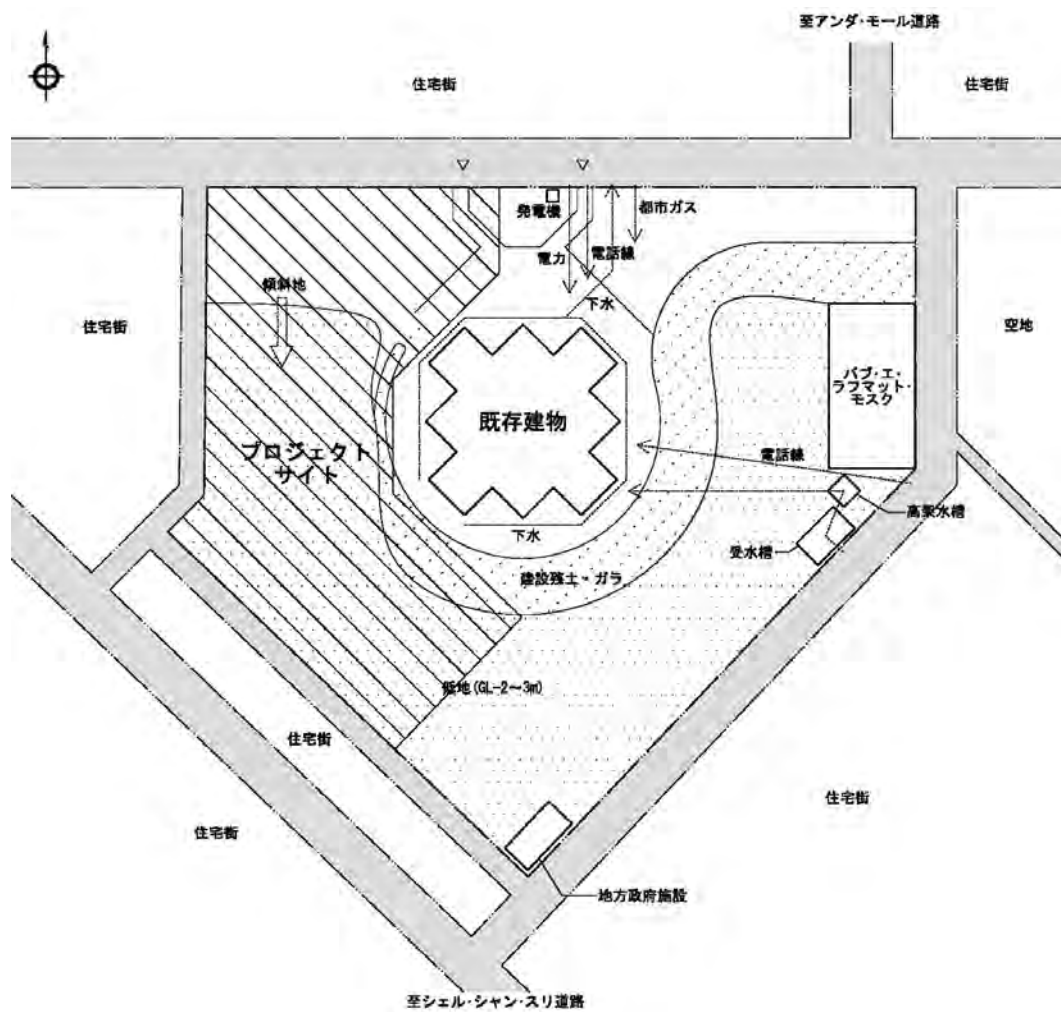 至アンダ・モール道路
住宅街
住宅街
発電機
都市ガス
電力
電話線
下水
傾斜地
住宅街
空地
バブ・エ・
ラフマット・
モスク
既存建物
プロジェクト
サイト
電話線
高架水槽
下水
受水槽
建設残土・ガラ
低地(GL-2～3m)
住宅街
住宅街
住宅街
地方政府施設
至シェル・シャン・スリ道路